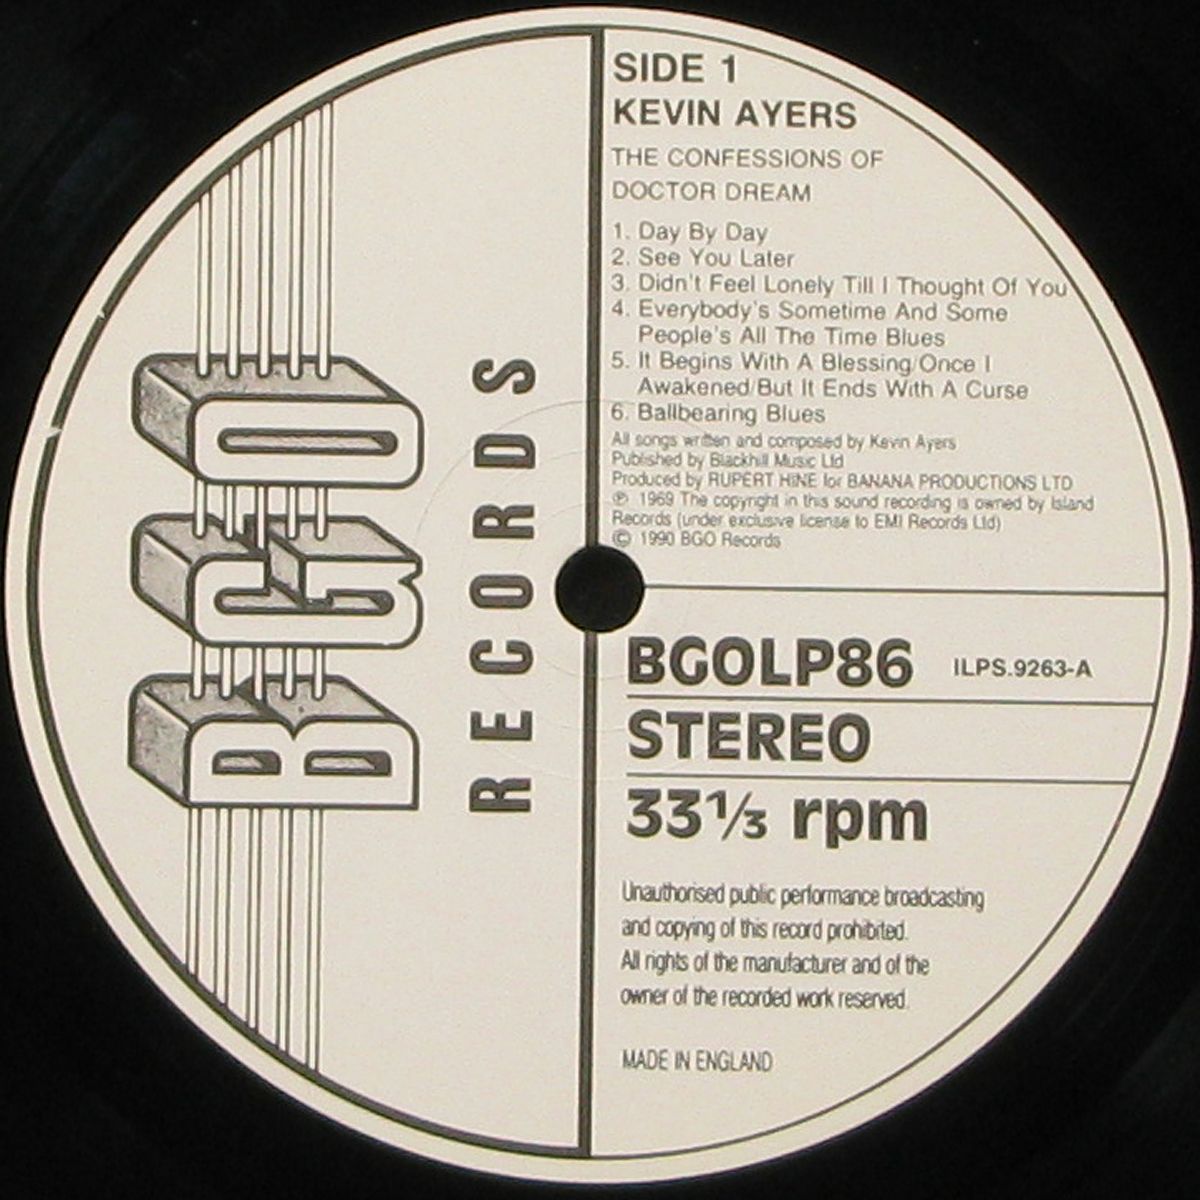 BGO
RECORDS
SIDE 1
KEVIN AYERS
THE CONFESSIONS OF
DOCTOR DREAM
1. Day By Day
2. See You Later
3. Didn't Feel Lonely Till I Thought Of You
4. Everybody's Sometime And Some
People's All The Time Blues
5. It Begins With A Blessing/Once I
Awakened/But It Ends With A Curse
6. Ballbearing Blues
All songs written and composed by Kevin Ayers
Published by Blackhill Music Ltd
Produced by RUPERT HINE for BANANA PRODUCTIONS LTD
℗ 1969 The copyright in this sound recording is owned by Island
Records (under exclusive license to EMI Records Ltd)
© 1990 BGO Records
BGOLP86 ILPS.9263-A
STEREO
33⅓ rpm
Unauthorised public performance broadcasting
and copying of this record prohibited.
All rights of the manufacturer and of the
owner of the recorded work reserved.
MADE IN ENGLAND